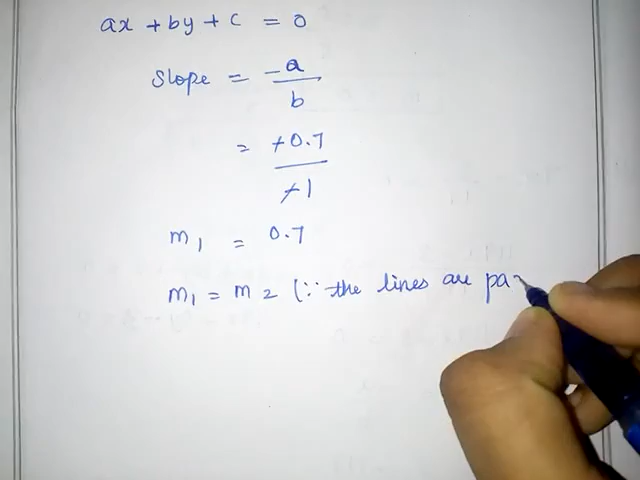 ax + by + c = 0
Slope = -a/b
= +0.7/+1
m₁ = 0.7
m₁ = m₂ (∵ the lines are pa